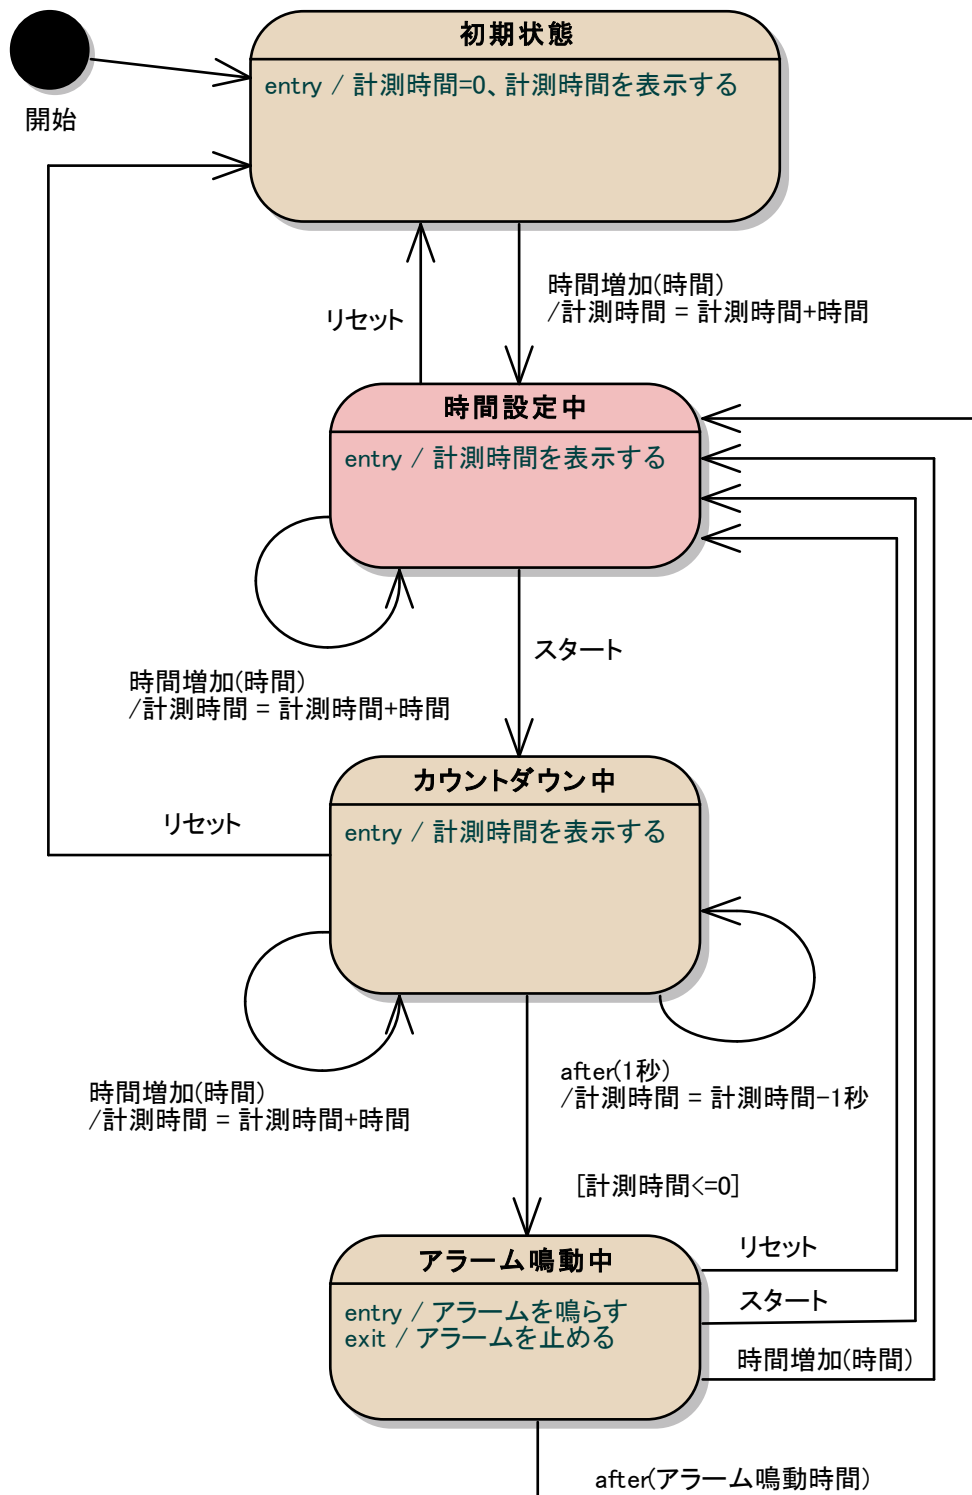 初期状態
entry / 計測時間=0、計測時間を表示する
開始
時間増加(時間)
/計測時間 = 計測時間+時間
リセット
時間設定中
entry / 計測時間を表示する
スタート
時間増加(時間)
/計測時間 = 計測時間+時間
カウントダウン中
entry / 計測時間を表示する
リセット
after(1秒)
/計測時間 = 計測時間-1秒
時間増加(時間)
/計測時間 = 計測時間+時間
[計測時間<=0]
アラーム鳴動中
entry / アラームを鳴らす
exit / アラームを止める
リセット
スタート
時間増加(時間)
after(アラーム鳴動時間)